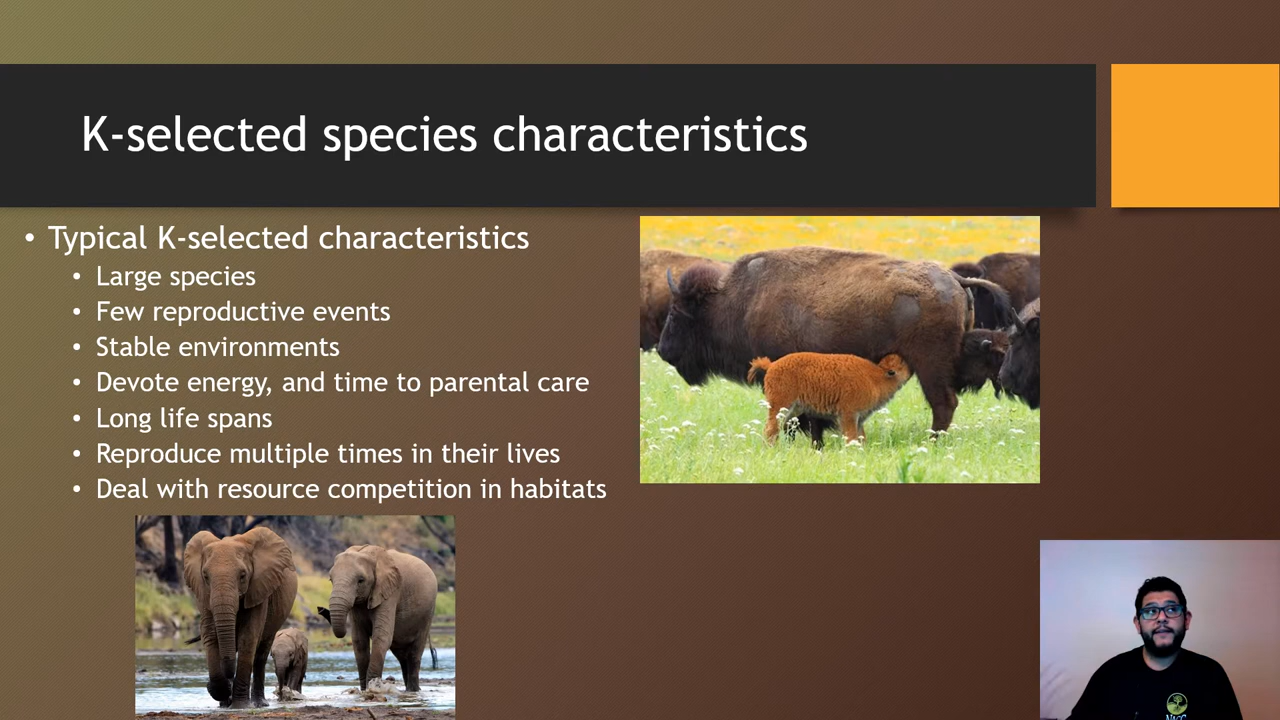 K-selected species characteristics
• Typical K-selected characteristics
• Large species
• Few reproductive events
• Stable environments
• Devote energy, and time to parental care
• Long life spans
• Reproduce multiple times in their lives
• Deal with resource competition in habitats